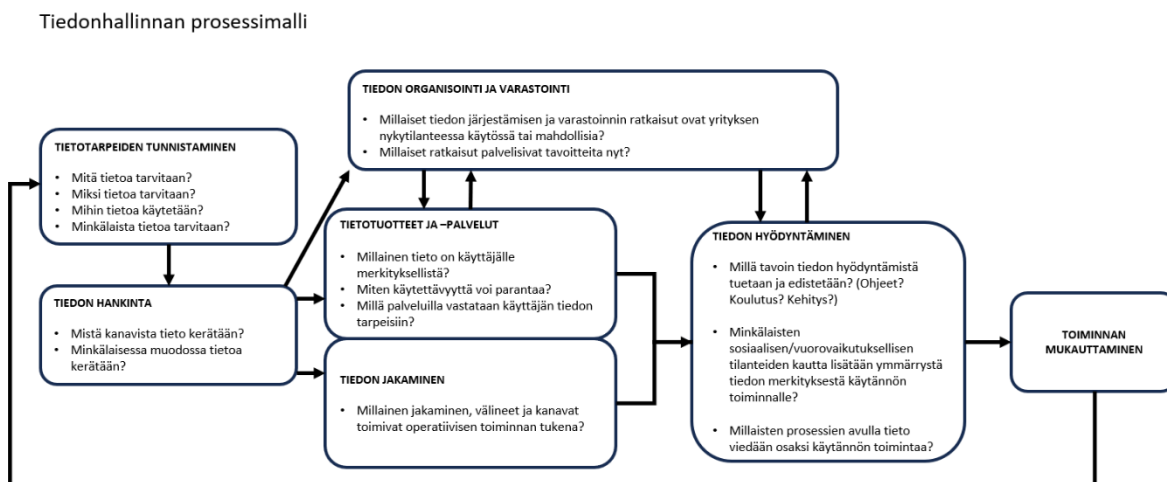 Tiedonhallinnan prosessimalli
TIEDON ORGANISOINTI JA VARASTOINTI
• Millaiset tiedon järjestämisen ja varastoinnin ratkaisut ovat yrityksen
nykytilanteessa käytössä tai mahdollisia?
• Millaiset ratkaisut palvelisivat tavoitteita nyt?
TIETOTARPEIDEN TUNNISTAMINEN
• Mitä tietoa tarvitaan?
• Miksi tietoa tarvitaan?
• Mihin tietoa käytetään?
• Minkälaista tietoa tarvitaan?
TIEDON HANKINTA
• Mistä kanavista tieto kerätään?
• Minkälaisessa muodossa tietoa
kerätään?
TIETOTUOTTEET JA –PALVELUT
• Millainen tieto on käyttäjälle
merkityksellistä?
• Miten käytettävyyttä voi parantaa?
• Millä palveluilla vastataan käyttäjän tiedon
tarpeisiin?
TIEDON JAKAMINEN
• Millainen jakaminen, välineet ja kanavat
toimivat operatiivisen toiminnan tukena?
TIEDON HYÖDYNTÄMINEN
• Millä tavoin tiedon hyödyntämistä
tuetaan ja edistetään? (Ohjeet?
Koulutus? Kehitys?)
• Minkälaisten
sosiaalisen/vuorovaikutuksellisen
tilanteiden kautta lisätään ymmärrystä
tiedon merkityksestä käytännön
toiminnalle?
• Millaisten prosessien avulla tieto
viedään osaksi käytännön toimintaa?
TOIMINNAN
MUKAUTTAMINEN